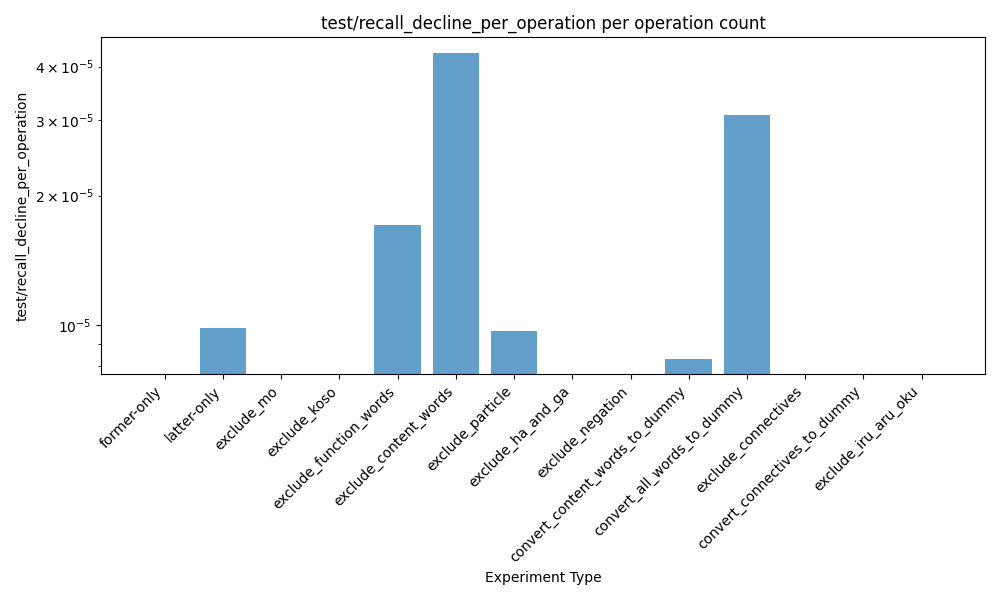 test/recall_decline_per_operation per operation count
test/recall_decline_per_operation
4 × 10⁻⁵
3 × 10⁻⁵
2 × 10⁻⁵
10⁻⁵
former-only
latter-only
exclude_mo
exclude_koso
exclude_function_words
exclude_content_words
exclude_particle
exclude_ha_and_ga
exclude_negation
convert_content_words_to_dummy
convert_all_words_to_dummy
exclude_connectives
convert_connectives_to_dummy
exclude_iru_aru_oku
Experiment Type